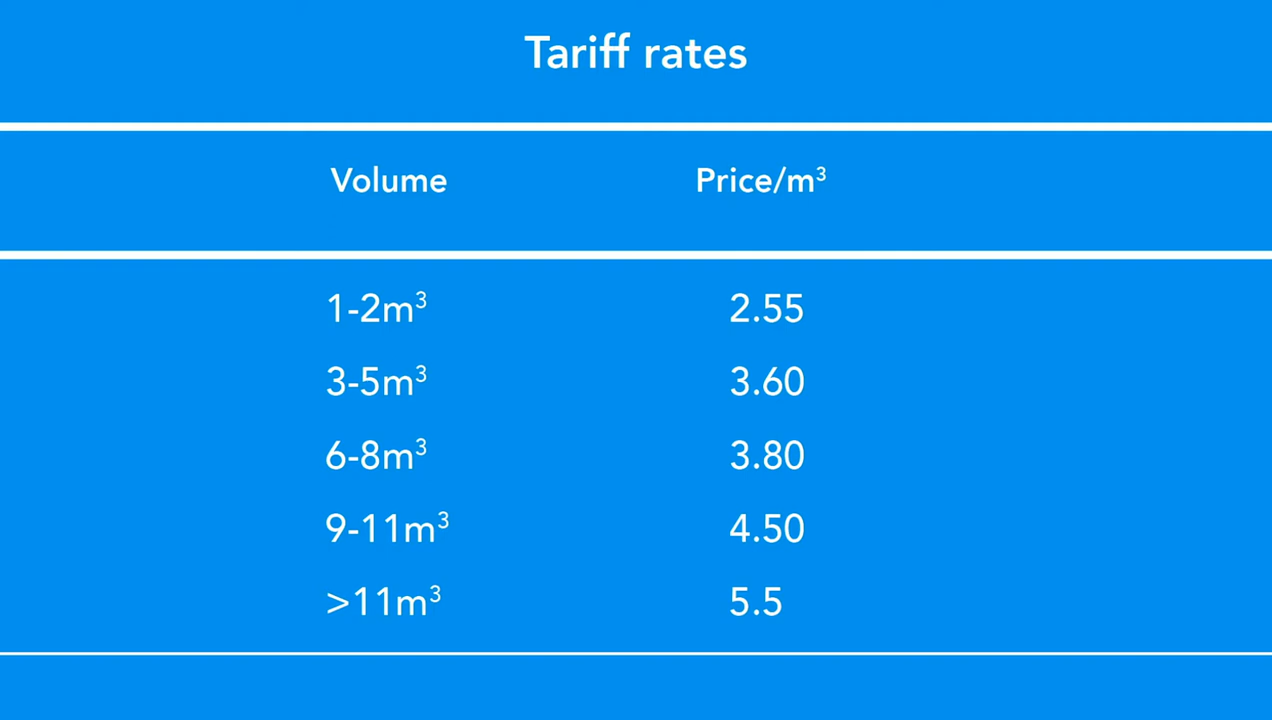 Tariff rates
Volume Price/m³
1-2m³ 2.55
3-5m³ 3.60
6-8m³ 3.80
9-11m³ 4.50
>11m³ 5.5